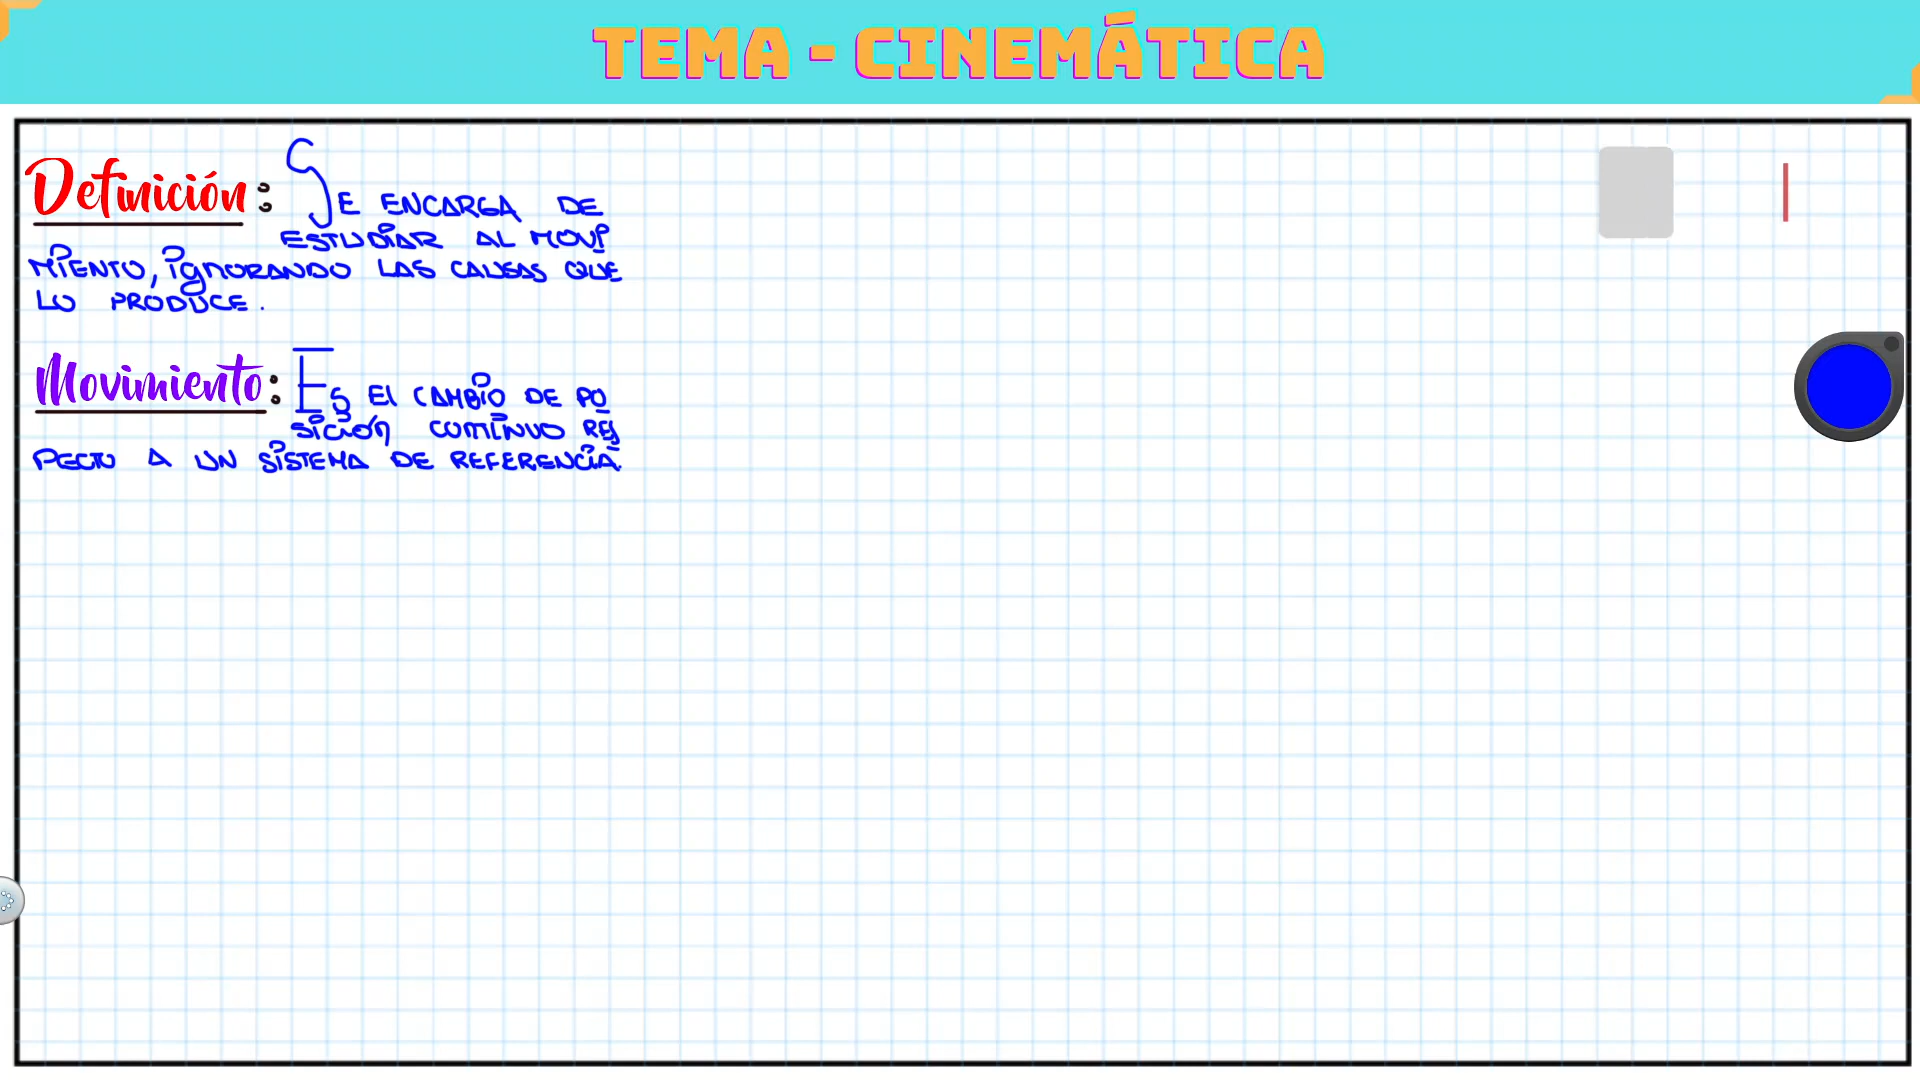 TEMA - CINEMÁTICA
Definición: SE ENCARGA DE
ESTUDIAR AL MOVI
MIENTO, IGNORANDO LAS CAUSAS QUE
LO PRODUCE.
Movimiento: Es El CAMBIO DE PO
SICIÓN CONTINUO RES
PECTO A UN SISTEMA DE REFERENCIA.